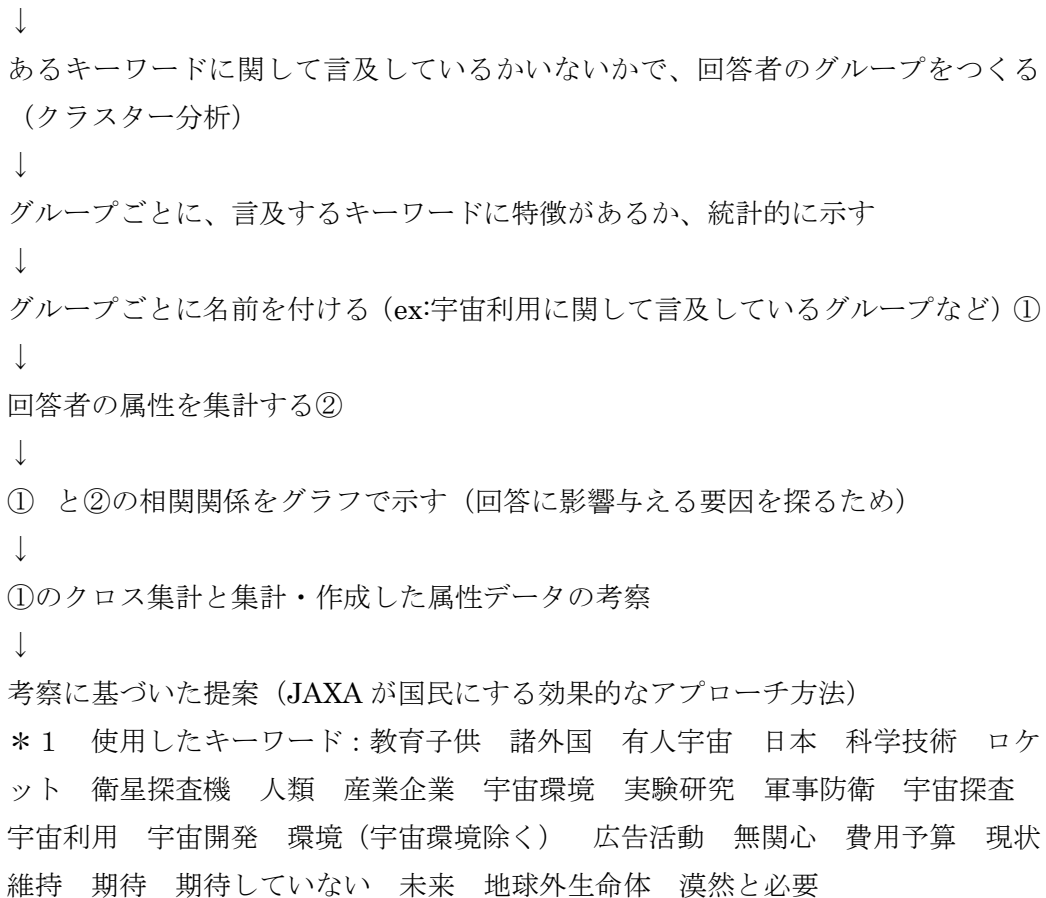 ↓
あるキーワードに関して言及しているかいないかで、回答者のグループをつくる
（クラスター分析）
↓
グループごとに、言及するキーワードに特徴があるか、統計的に示す
↓
グループごとに名前を付ける（ex:宇宙利用に関して言及しているグループなど）①
↓
回答者の属性を集計する②
↓
①　と②の相関関係をグラフで示す（回答に影響与える要因を探るため）
↓
①のクロス集計と集計・作成した属性データの考察
↓
考察に基づいた提案（JAXA が国民にする効果的なアプローチ方法）
＊１　使用したキーワード：教育子供　諸外国　有人宇宙　日本　科学技術　ロケ
ット　衛星探査機　人類　産業企業　宇宙環境　実験研究　軍事防衛　宇宙探査
宇宙利用　宇宙開発　環境（宇宙環境除く）　広告活動　無関心　費用予算　現状
維持　期待　期待していない　未来　地球外生命体　漠然と必要